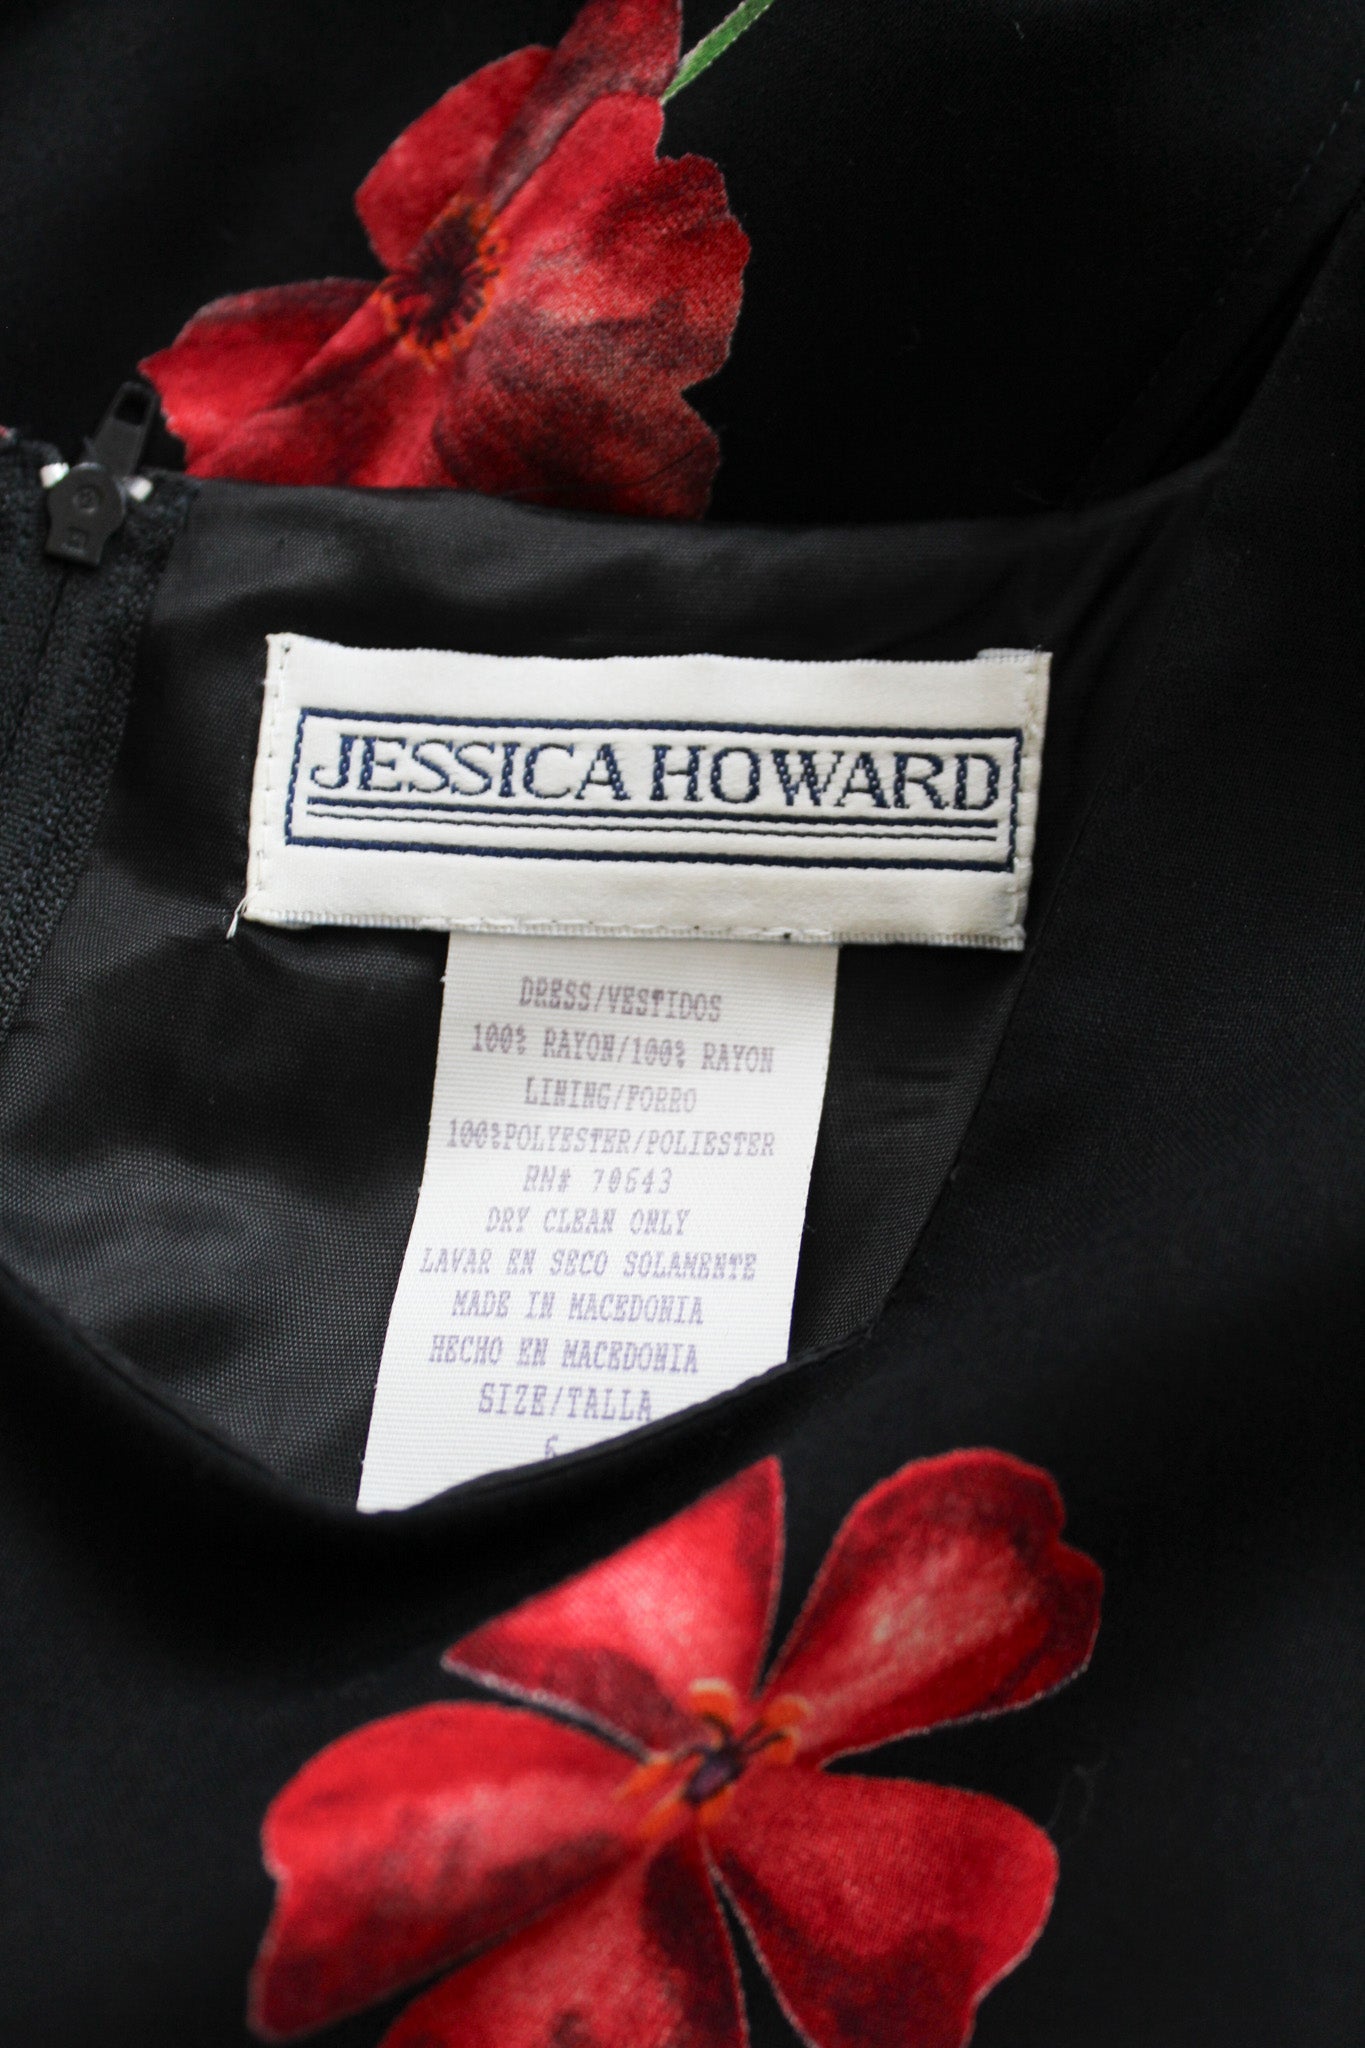 JESSICA HOWARD
DRESS/VESTIDOS
100% RAYON/100% RAYON
LINING/FORRO
100%POLYESTER/POLIESTER
RN# 70643
DRY CLEAN ONLY
LAVAR EN SECO SOLAMENTE
MADE IN MACEDONIA
HECHO EN MACEDONIA
SIZE/TALLA
6